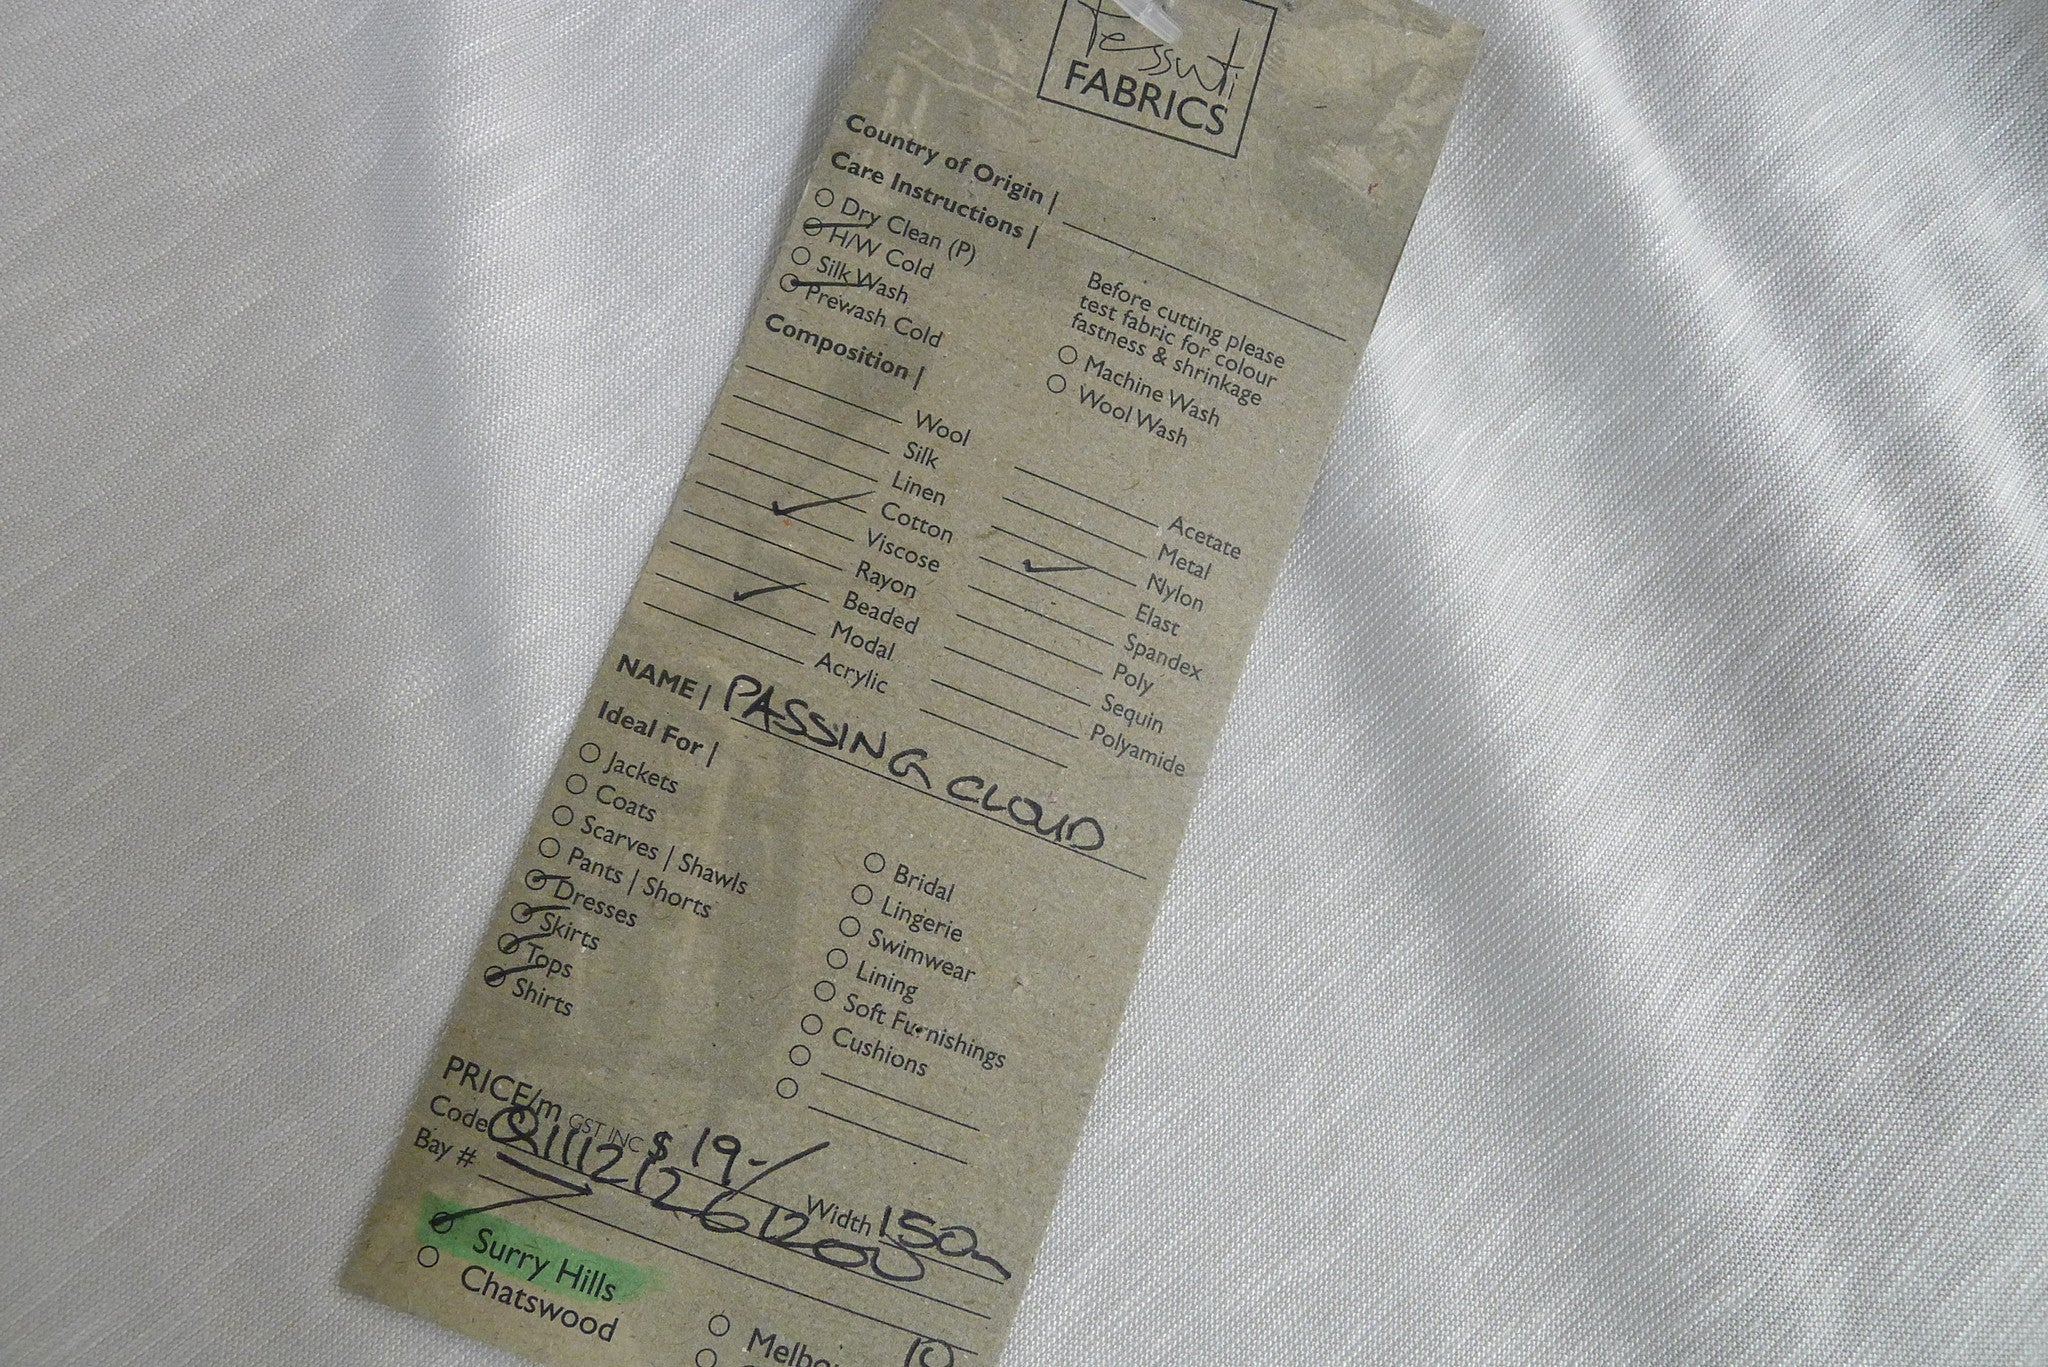 Tessuti
FABRICS
Country of Origin |
Care Instructions |
Dry Clean (P)
H/W Cold
Silk Wash
Prewash Cold
Before cutting please
test fabric for colour
fastness & shrinkage
Machine Wash
Wool Wash
Composition |
Wool
Silk
Linen
Cotton
Viscose
Rayon
Beaded
Modal
Acrylic
Acetate
Metal
Nylon
Elast
Spandex
Poly
Sequin
Polyamide
NAME | PASSING CLOUD
Ideal For |
Jackets
Coats
Scarves | Shawls
Pants | Shorts
Dresses
Skirts
Tops
Shirts
Bridal
Lingerie
Swimwear
Lining
Soft Furnishings
Cushions
PRICE/m GST INC $ 19-/ Width 150
Code
Bay #
Surry Hills
Chatswood
10